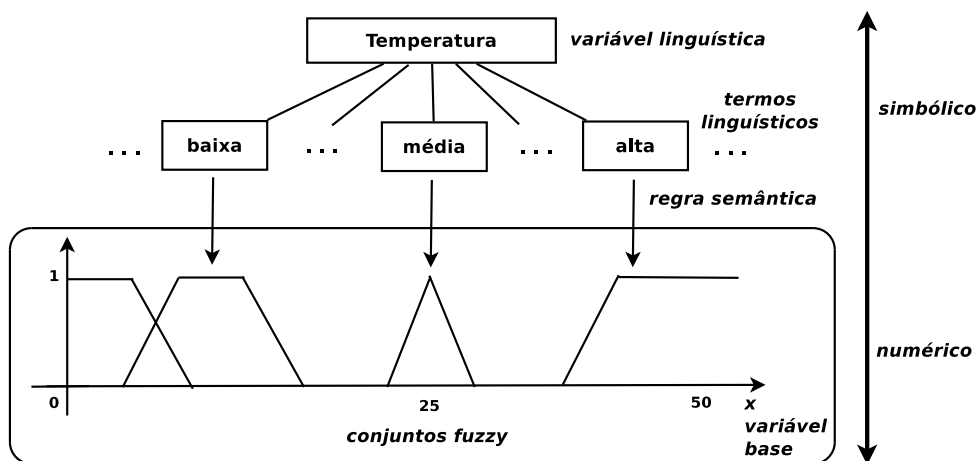 Temperatura
variável linguística
termos
linguísticos
simbólico
... baixa ... média ... alta ...
regra semântica
1
numérico
0
25
50
x
variável
base
conjuntos fuzzy